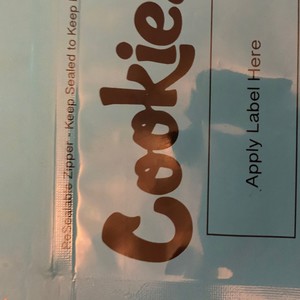 ReSealable Zipper - Keep Sealed to Keep
Cookies
Apply Label Here